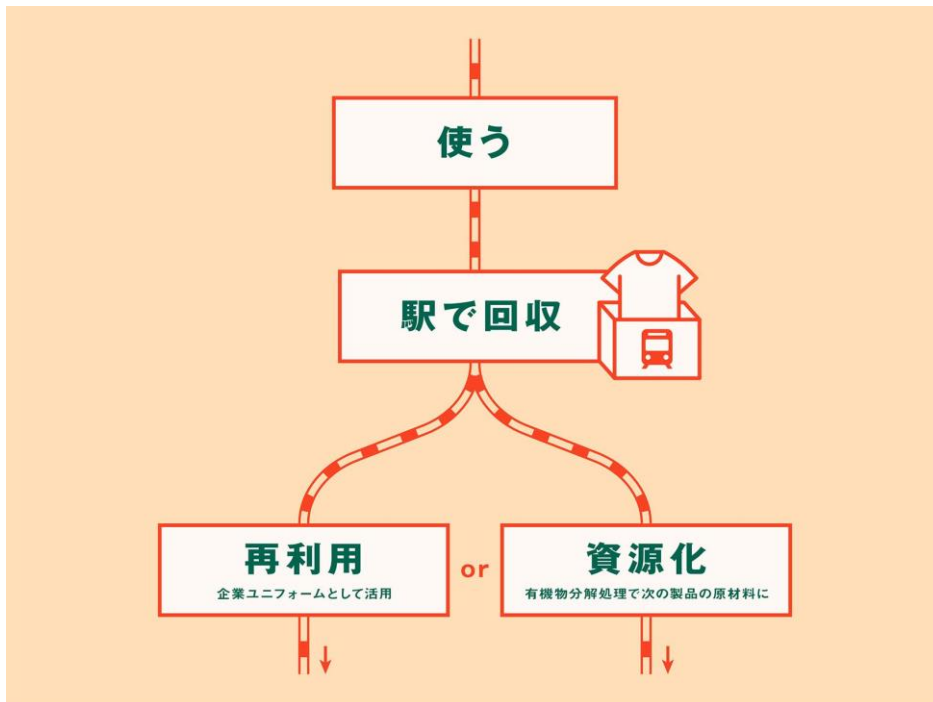 使う
駅で回収
再利用
企業ユニフォームとして活用
or
資源化
有機物分解処理で次の製品の原材料に